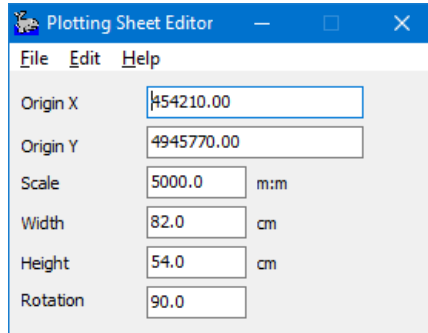 Plotting Sheet Editor
File Edit Help
Origin X 454210.00
Origin Y 4945770.00
Scale 5000.0 m:m
Width 82.0 cm
Height 54.0 cm
Rotation 90.0